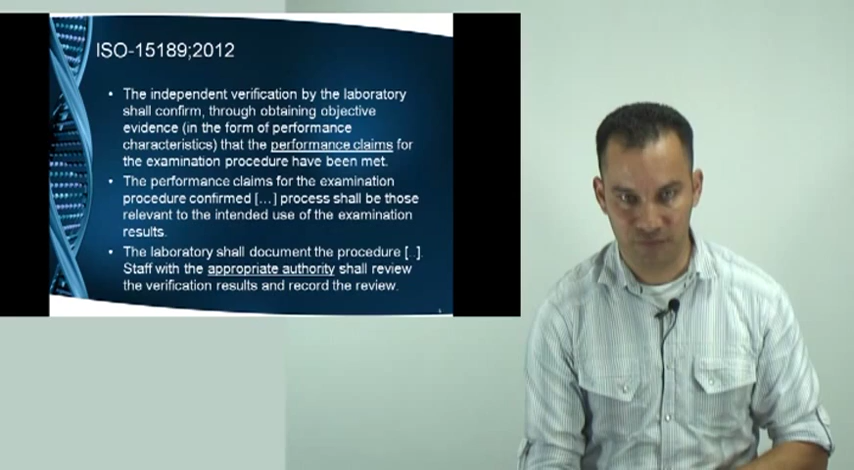 ISO-15189;2012
• The independent verification by the laboratory
shall confirm, through obtaining objective
evidence (in the form of performance
characteristics) that the performance claims for
the examination procedure have been met.
• The performance claims for the examination
procedure confirmed [...] process shall be those
relevant to the intended use of the examination
results.
• The laboratory shall document the procedure [..].
Staff with the appropriate authority shall review
the verification results and record the review.